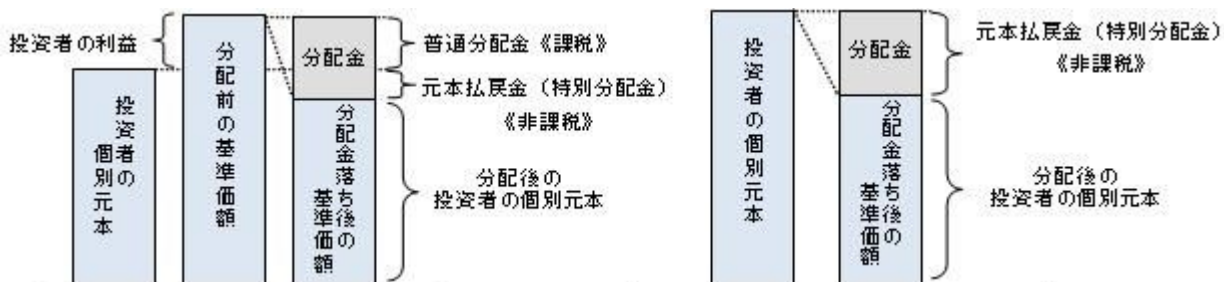 投資者の利益
投資者の
個別元本
分配前の基準価額
分配金
分配金落ち後の
基準価額
普通分配金《課税》
元本払戻金（特別分配金）
《非課税》
分配後の
投資者の個別元本
投資者の個別元本
分配金
分配金落ち後の
基準価額
元本払戻金（特別分配金）
《非課税》
分配後の
投資者の個別元本